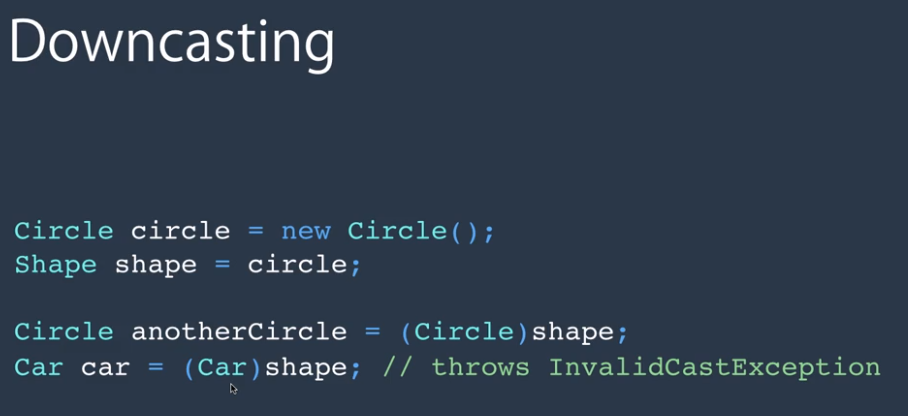 Downcasting
Circle circle = new Circle();
Shape shape = circle;
Circle anotherCircle = (Circle)shape;
Car car = (Car)shape; // throws InvalidCastException